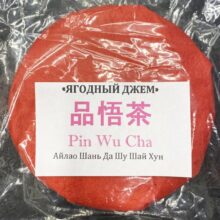 •ЯГОДНЫЙ ДЖЕМ•
品悟茶
Pin Wu Cha
Айлао Шань Да Шу Шай Хун